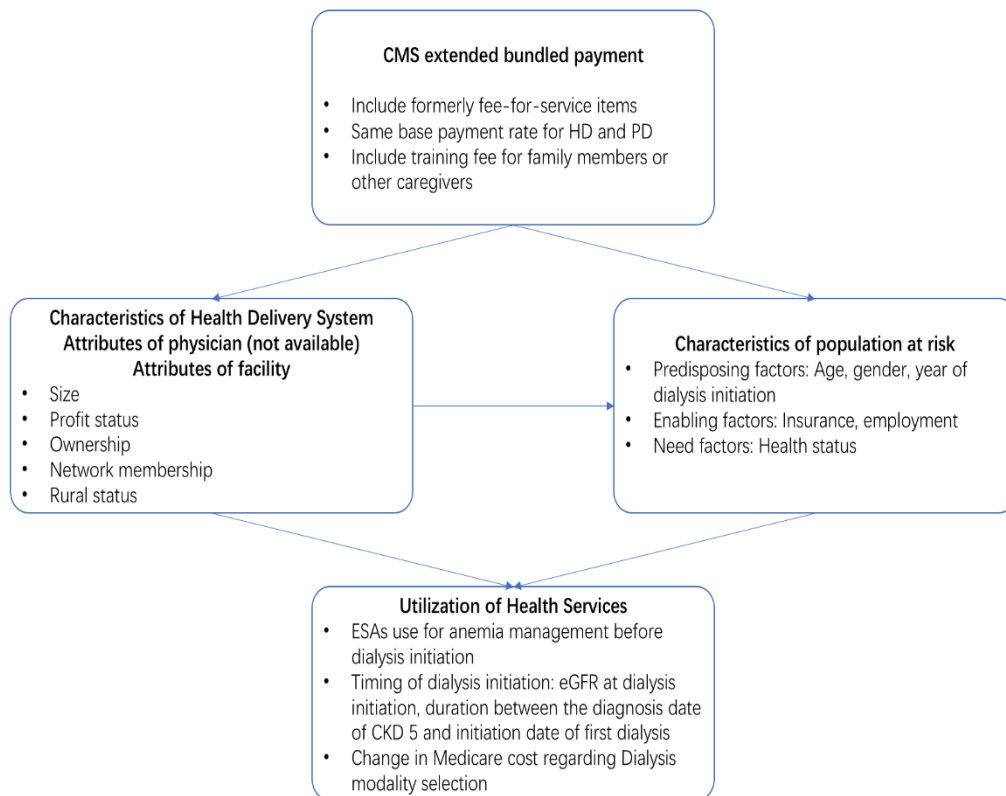 CMS extended bundled payment
• Include formerly fee-for-service items
• Same base payment rate for HD and PD
• Include training fee for family members or
other caregivers
Characteristics of Health Delivery System
Attributes of physician (not available)
Attributes of facility
• Size
• Profit status
• Ownership
• Network membership
• Rural status
Characteristics of population at risk
• Predisposing factors: Age, gender, year of
dialysis initiation
• Enabling factors: Insurance, employment
• Need factors: Health status
Utilization of Health Services
• ESAs use for anemia management before
dialysis initiation
• Timing of dialysis initiation: eGFR at dialysis
initiation, duration between the diagnosis date
of CKD 5 and initiation date of first dialysis
• Change in Medicare cost regarding Dialysis
modality selection